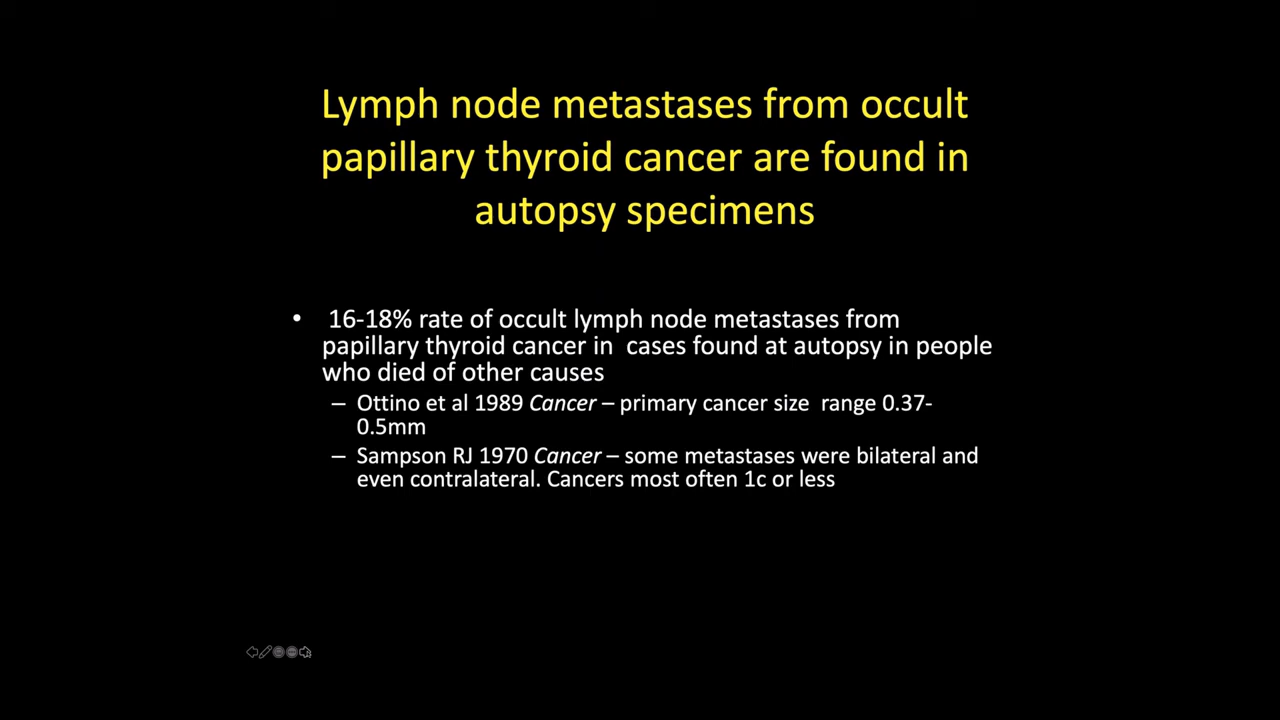 Lymph node metastases from occult
papillary thyroid cancer are found in
autopsy specimens
• 16-18% rate of occult lymph node metastases from
papillary thyroid cancer in  cases found at autopsy in people
who died of other causes
– Ottino et al 1989 Cancer – primary cancer size  range 0.37-
0.5mm
– Sampson RJ 1970 Cancer – some metastases were bilateral and
even contralateral. Cancers most often 1c or less